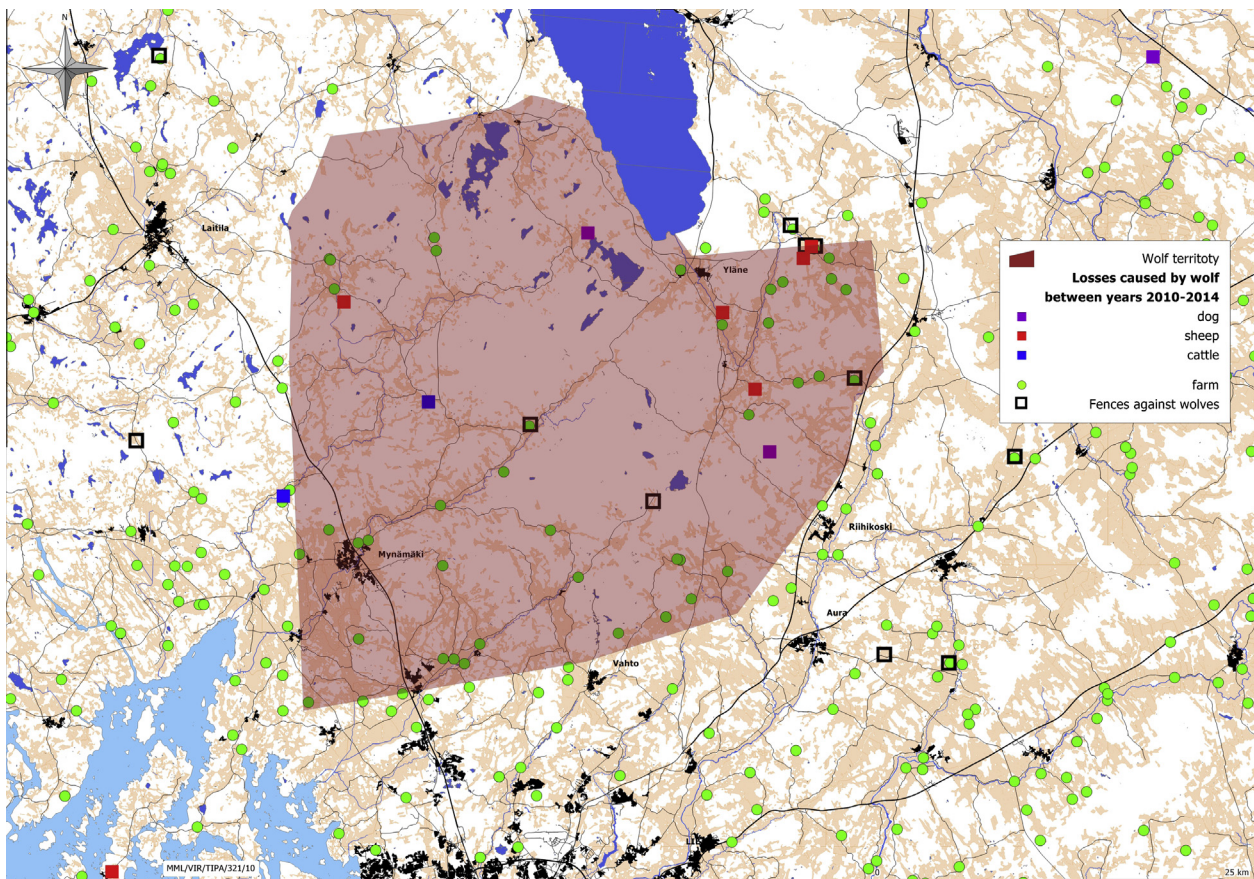 N
Laitila
Yläne
Wolf territoty
Losses caused by wolf
between years 2010-2014
dog
sheep
cattle
farm
Fences against wolves
Riihikoski
Mynämäki
Aura
Vahto
MML/VIR/TIPA/321/10
0
25 km